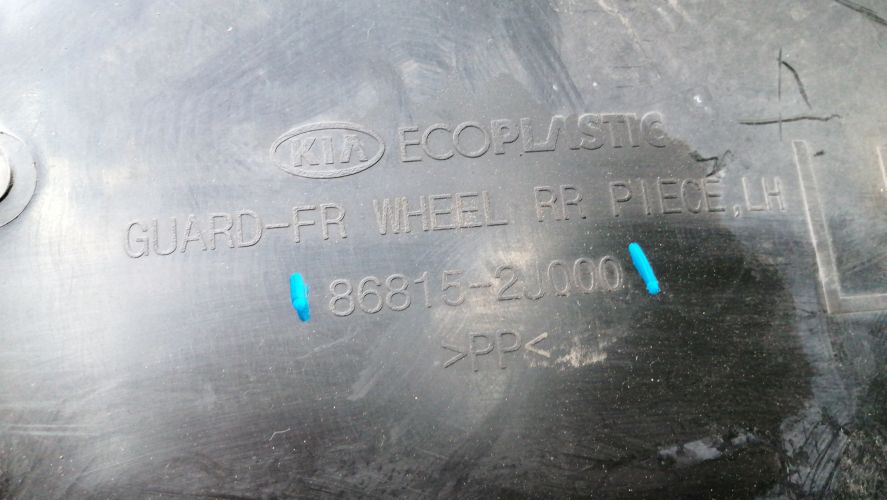 KIA ECOPLASTIC
GUARD-FR WHEEL RR PIECE,LH
86815-2J000
>PP<